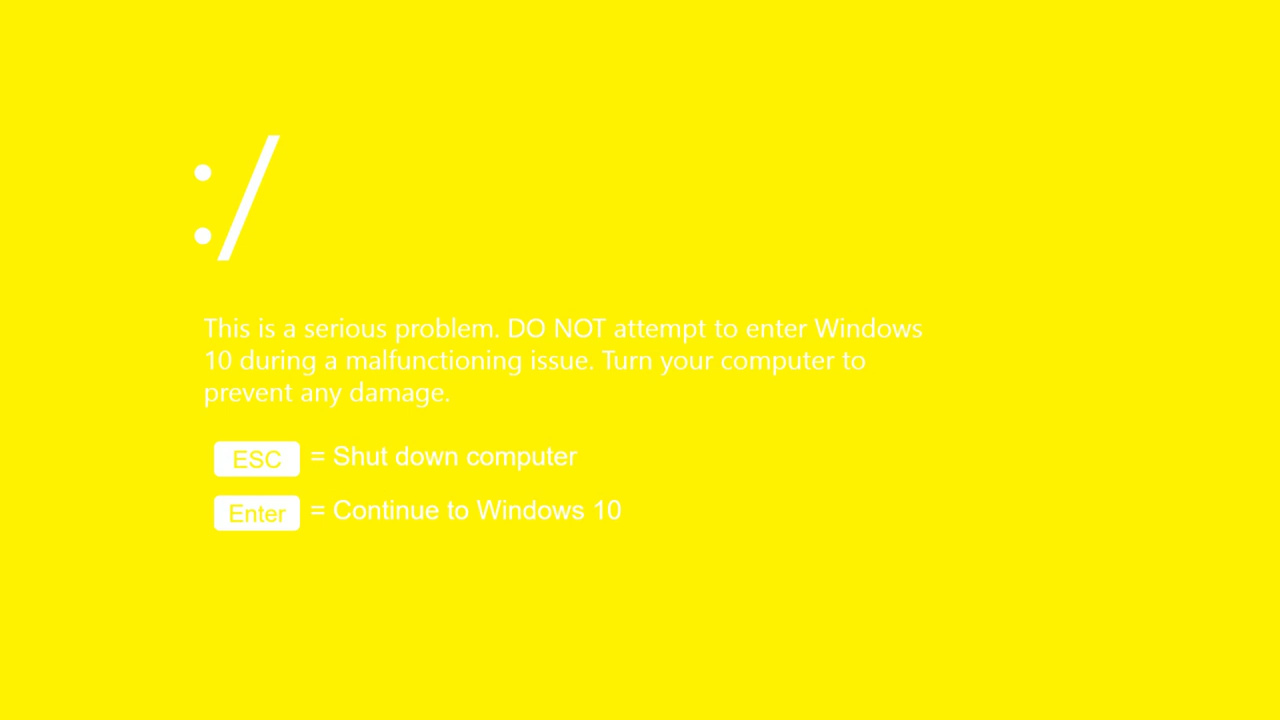 :/
This is a serious problem. DO NOT attempt to enter Windows
10 during a malfunctioning issue. Turn your computer to
prevent any damage.
ESC = Shut down computer
Enter = Continue to Windows 10